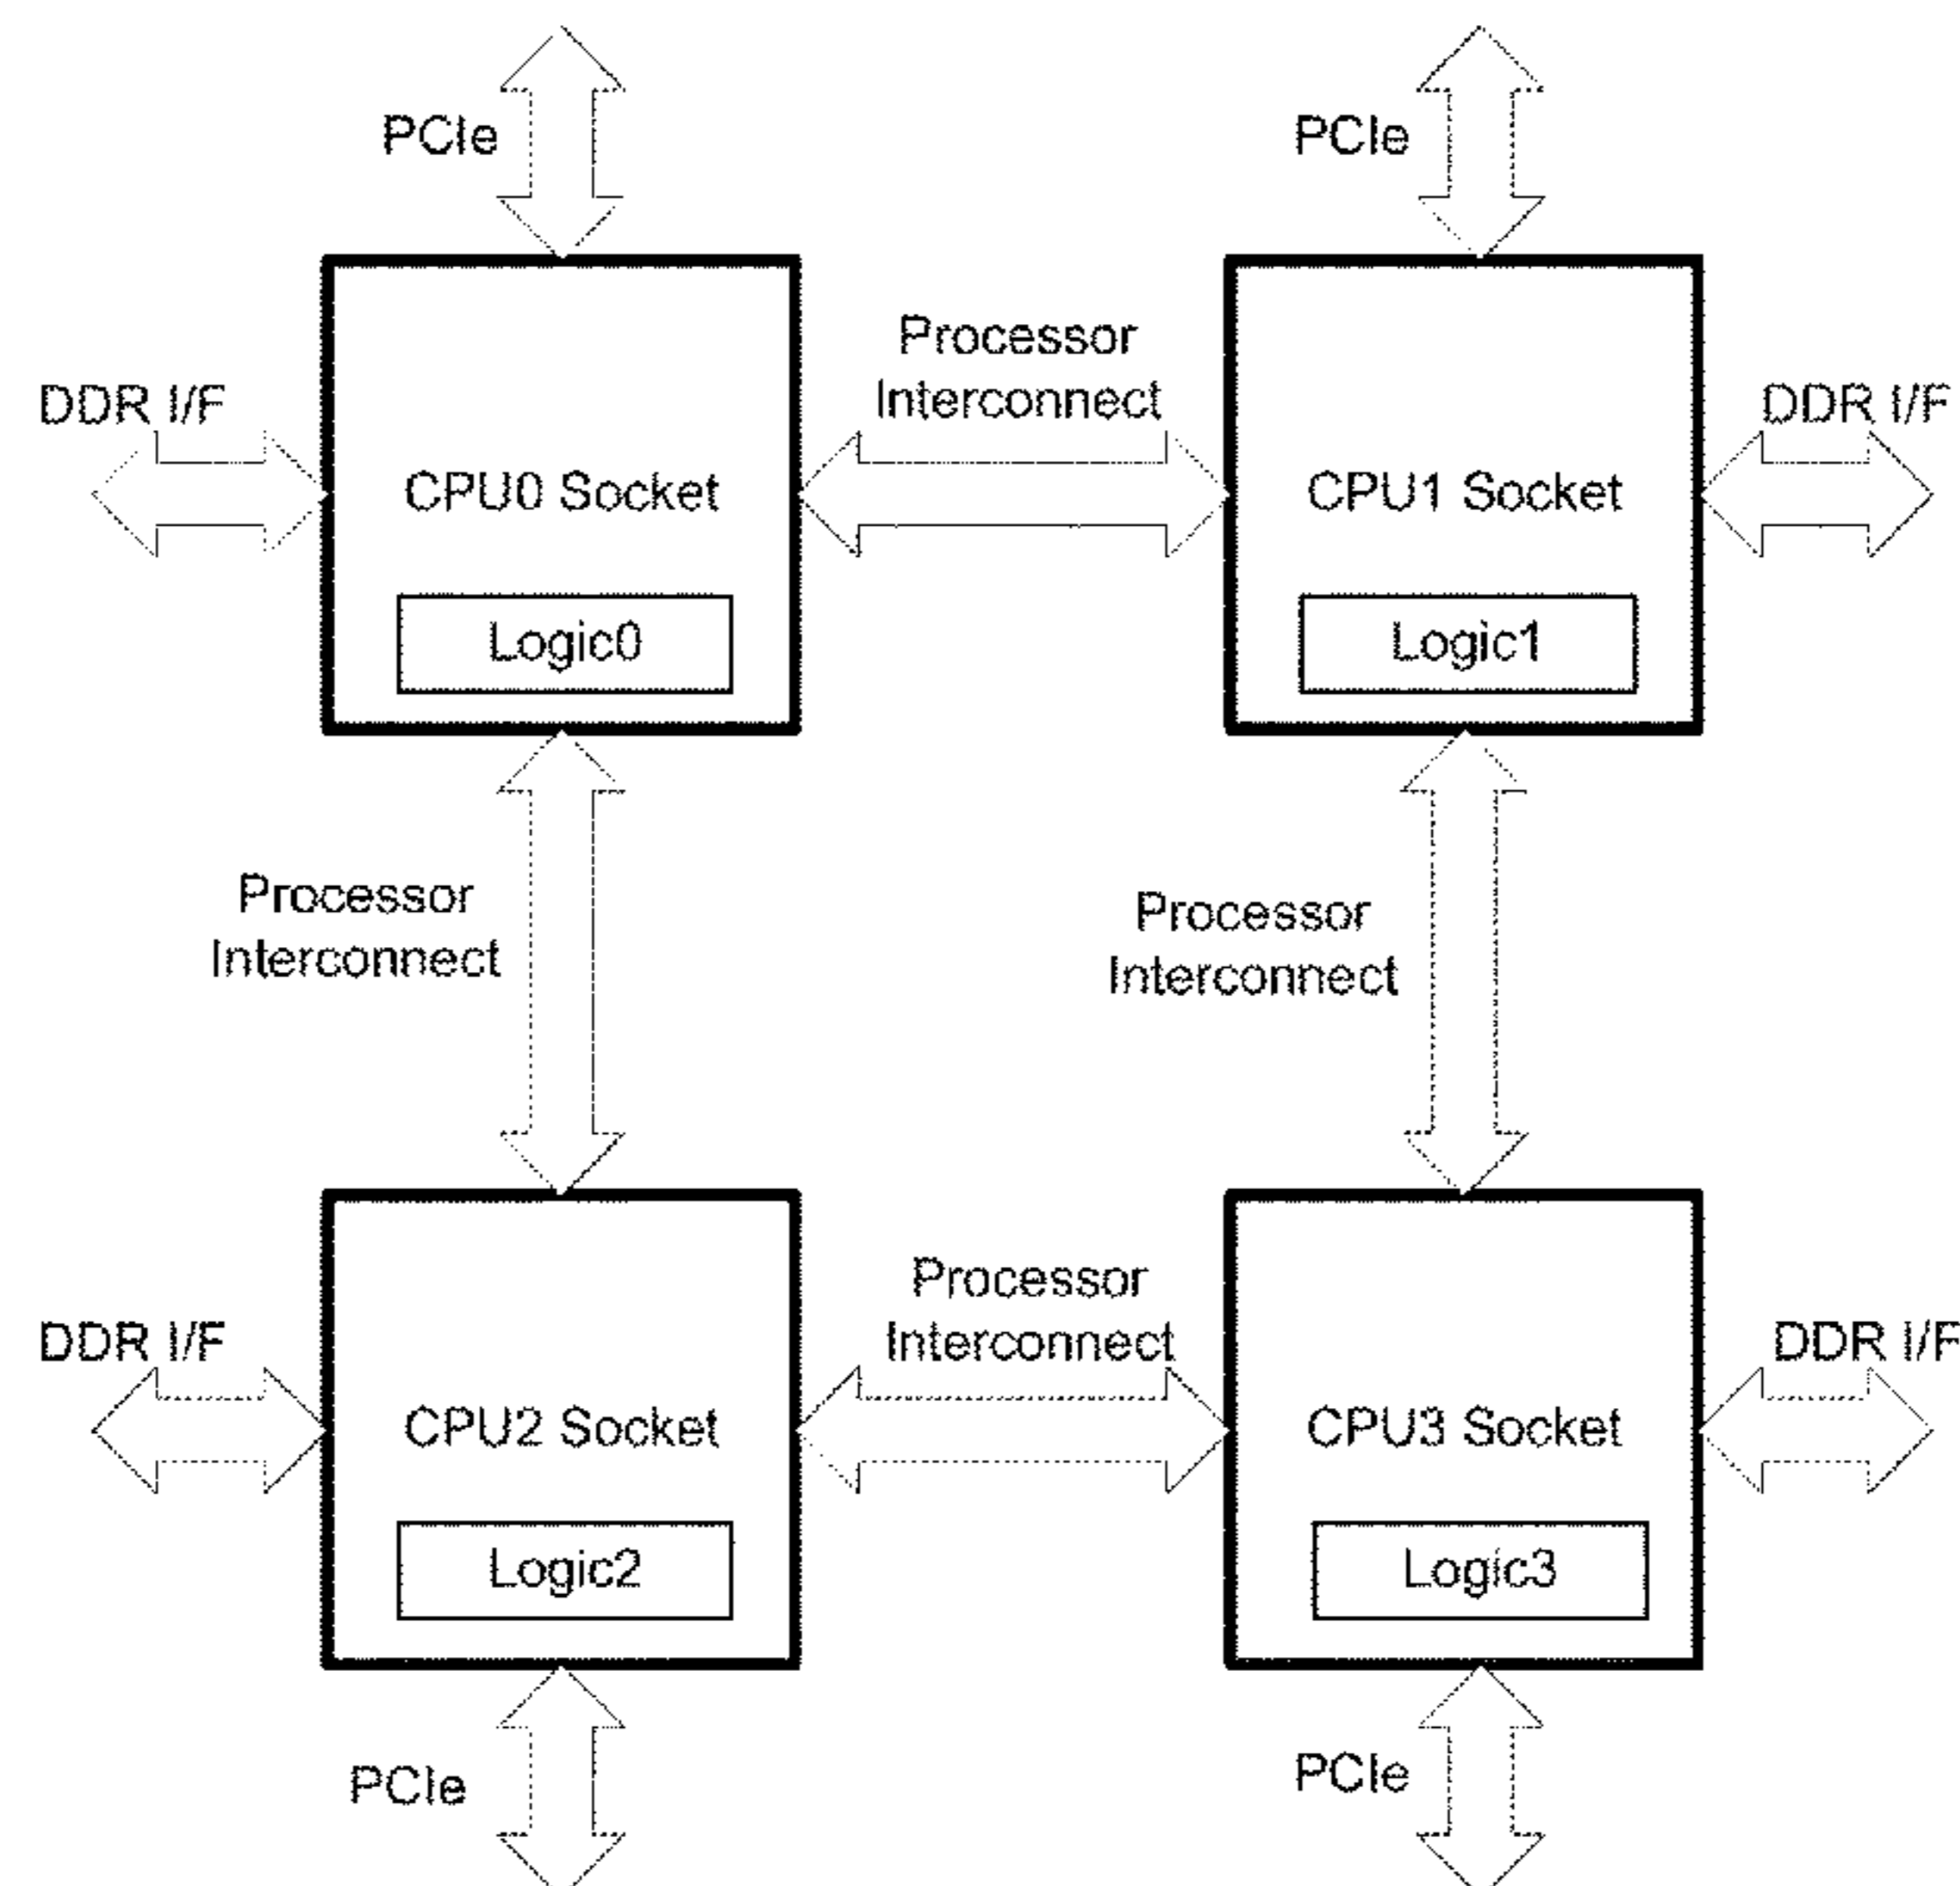 PCIe
PCIe
Processor
Interconnect
DDR I/F
DDR I/F
CPU0 Socket
CPU1 Socket
Logic0
Logic1
Processor
Interconnect
Processor
Interconnect
Processor
Interconnect
DDR I/F
DDR I/F
CPU2 Socket
CPU3 Socket
Logic2
Logic3
PCIe
PCIe